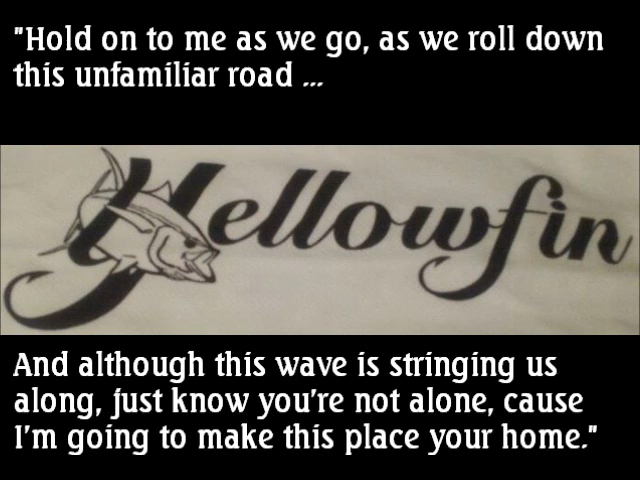 "Hold on to me as we go, as we roll down
this unfamiliar road ...
Yellowfin
And although this wave is stringing us
along, just know you're not alone, cause
I'm going to make this place your home."